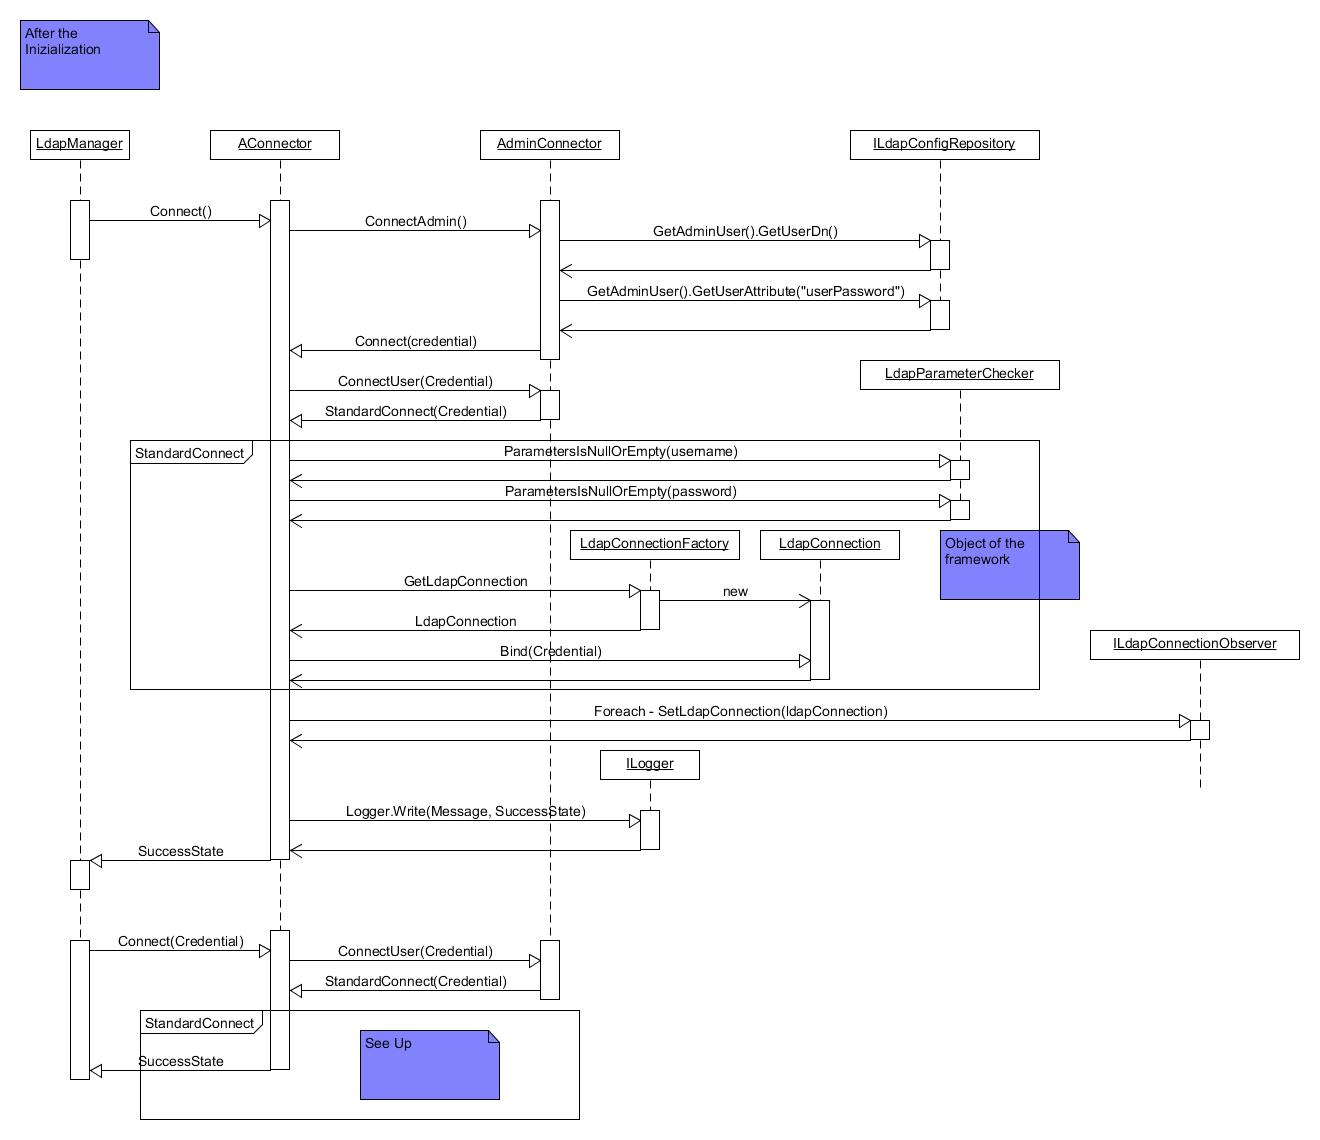 After the
Inizialization
LdapManager
AConnector
AdminConnector
ILdapConfigRepository
Connect()
ConnectAdmin()
GetAdminUser().GetUserDn()
GetAdminUser().GetUserAttribute("userPassword")
Connect(credential)
LdapParameterChecker
ConnectUser(Credential)
StandardConnect(Credential)
StandardConnect
ParametersIsNullOrEmpty(username)
ParametersIsNullOrEmpty(password)
LdapConnectionFactory
LdapConnection
Object of the
framework
GetLdapConnection
new
LdapConnection
ILdapConnectionObserver
Bind(Credential)
Foreach - SetLdapConnection(ldapConnection)
ILogger
Logger.Write(Message, SuccessState)
SuccessState
Connect(Credential)
ConnectUser(Credential)
StandardConnect(Credential)
StandardConnect
See Up
SuccessState